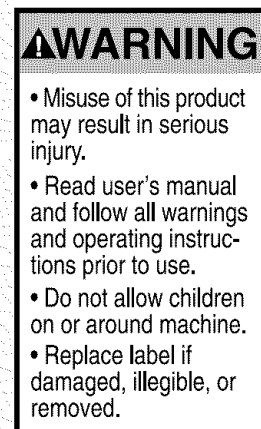 ⚠WARNING
• Misuse of this product
may result in serious
injury.
• Read user's manual
and follow all warnings
and operating instruc-
tions prior to use.
• Do not allow children
on or around machine.
• Replace label if
damaged, illegible, or
removed.